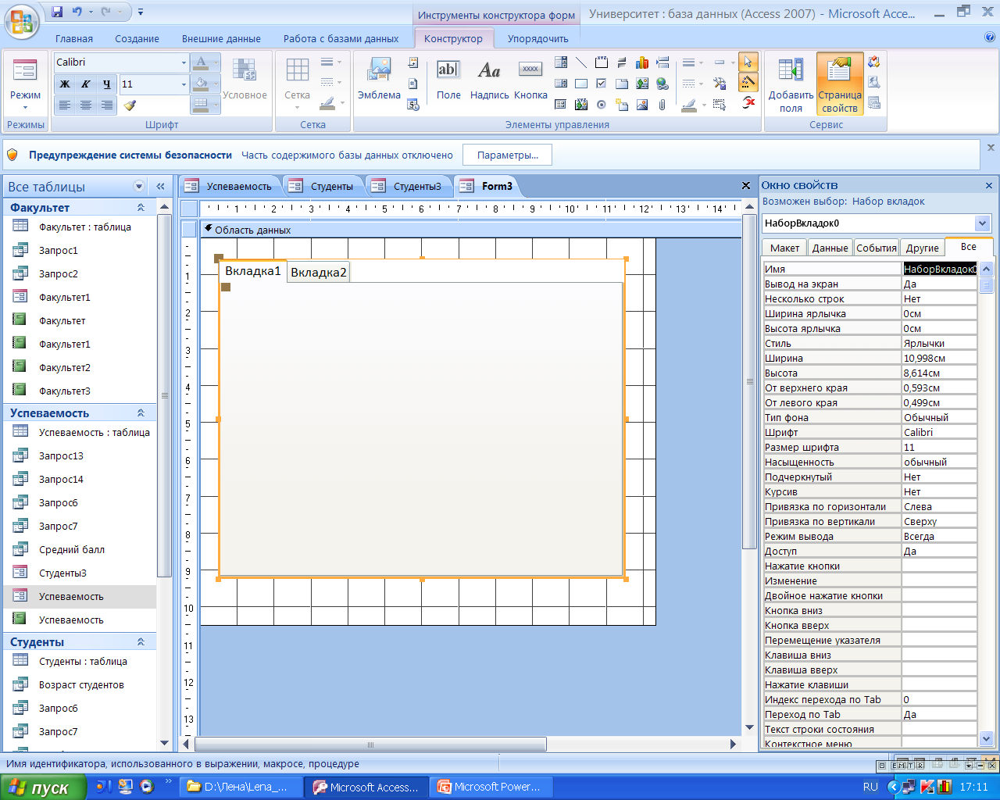 Инструменты конструктора форм
Университет : база данных (Access 2007) - Microsoft Acce...
Главная
Создание
Внешние данные
Работа с базами данных
Конструктор
Упорядочить
Режим
Режимы
Calibri
Ж К Ч
11
Условное
Шрифт
Сетка
Сетка
Эмблема
ab|
Поле
Aa
Надпись
xxxx
Кнопка
Элементы управления
Добавить поля
Страница свойств
Сервис
Предупреждение системы безопасности
Часть содержимого базы данных отключено
Параметры...
Все таблицы
Факультет
Факультет : таблица
Запрос1
Запрос2
Факультет1
Факультет
Факультет1
Факультет2
Факультет3
Успеваемость
Успеваемость : таблица
Запрос13
Запрос14
Запрос6
Запрос7
Средний балл
Студенты3
Успеваемость
Успеваемость
Студенты
Студенты : таблица
Возраст студентов
Запрос6
Запрос7
Успеваемость
Студенты
Студенты3
Form3
1 2 3 4 5 6 7 8 9 10 11 12 13 14
Область данных
Вкладка1
Вкладка2
1
2
3
4
5
6
7
8
9
10
11
12
13
Окно свойств
Возможен выбор: Набор вкладок
НаборВкладок0
Макет
Данные
События
Другие
Все
Имя НаборВкладок0
Вывод на экран Да
Несколько строк Нет
Ширина ярлычка 0см
Высота ярлычка 0см
Стиль Ярлычки
Ширина 10,998см
Высота 8,614см
От верхнего края 0,593см
От левого края 0,499см
Тип фона Обычный
Шрифт Calibri
Размер шрифта 11
Насыщенность обычный
Подчеркнутый Нет
Курсив Нет
Привязка по горизонтали Слева
Привязка по вертикали Сверху
Режим вывода Всегда
Доступ Да
Нажатие кнопки
Изменение
Двойное нажатие кнопки
Кнопка вниз
Кнопка вверх
Перемещение указателя
Клавиша вниз
Клавиша вверх
Нажатие клавиши
Индекс перехода по Tab 0
Переход по Tab Да
Текст строки состояния
Контекстное меню
Имя идентификатора, использованного в выражении, макросе, процедуре
E M T R
пуск
D:\Лена\Lena_...
Microsoft Access...
Microsoft Power...
RU
17:11